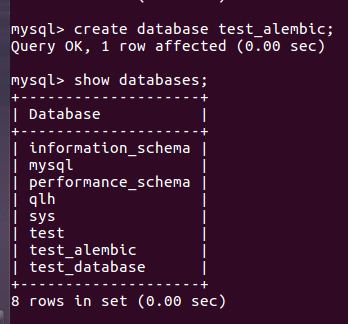 mysql> create database test_alembic;
Query OK, 1 row affected (0.00 sec)
mysql> show databases;
+--------------------+
| Database           |
+--------------------+
| information_schema |
| mysql              |
| performance_schema |
| qlh                |
| sys                |
| test               |
| test_alembic       |
| test_database      |
+--------------------+
8 rows in set (0.00 sec)